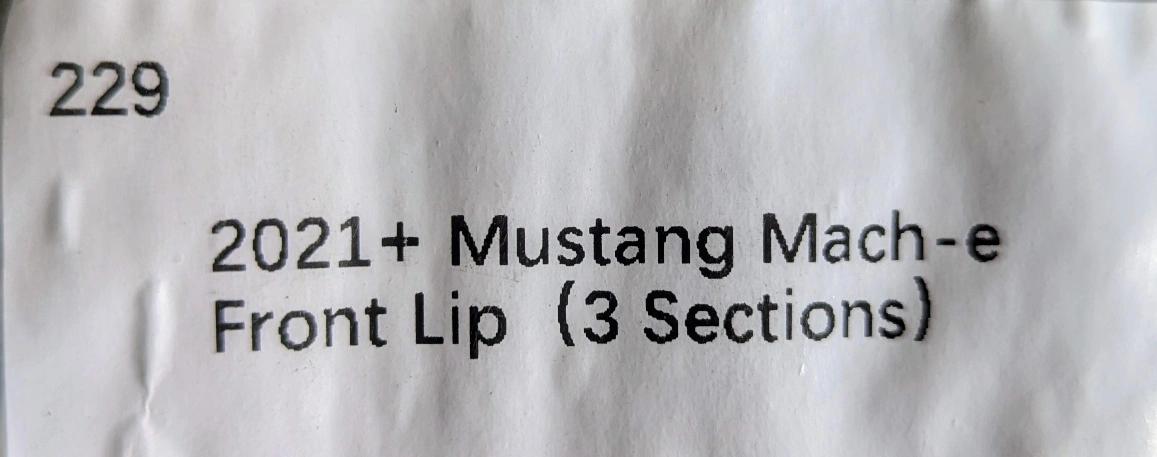 229
2021+ Mustang Mach-e
Front Lip (3 Sections)